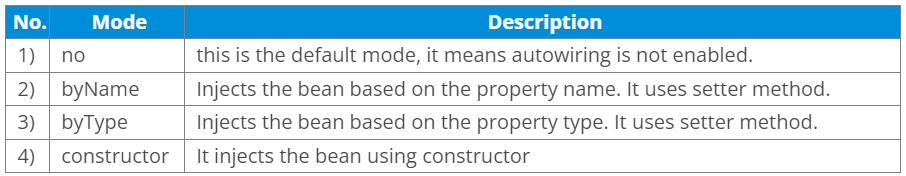 No. Mode Description
1) no this is the default mode, it means autowiring is not enabled.
2) byName Injects the bean based on the property name. It uses setter method.
3) byType Injects the bean based on the property type. It uses setter method.
4) constructor It injects the bean using constructor